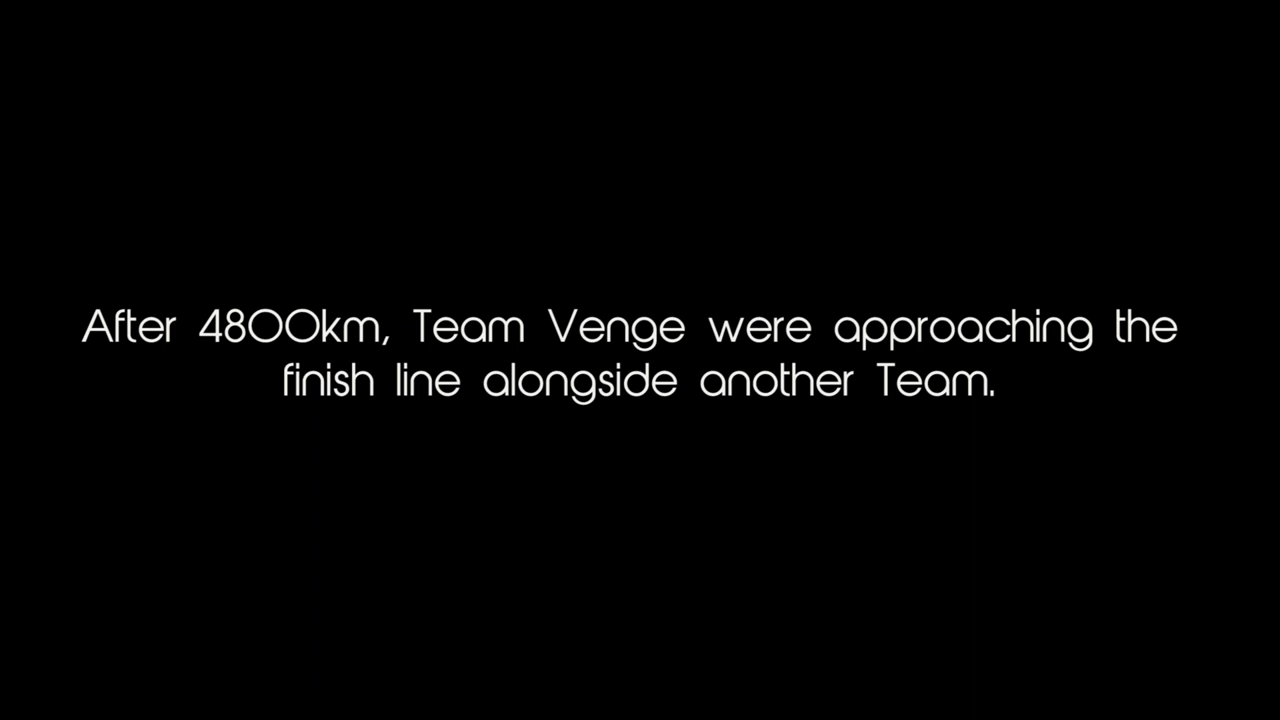 After 4800km, Team Venge were approaching the
finish line alongside another Team.